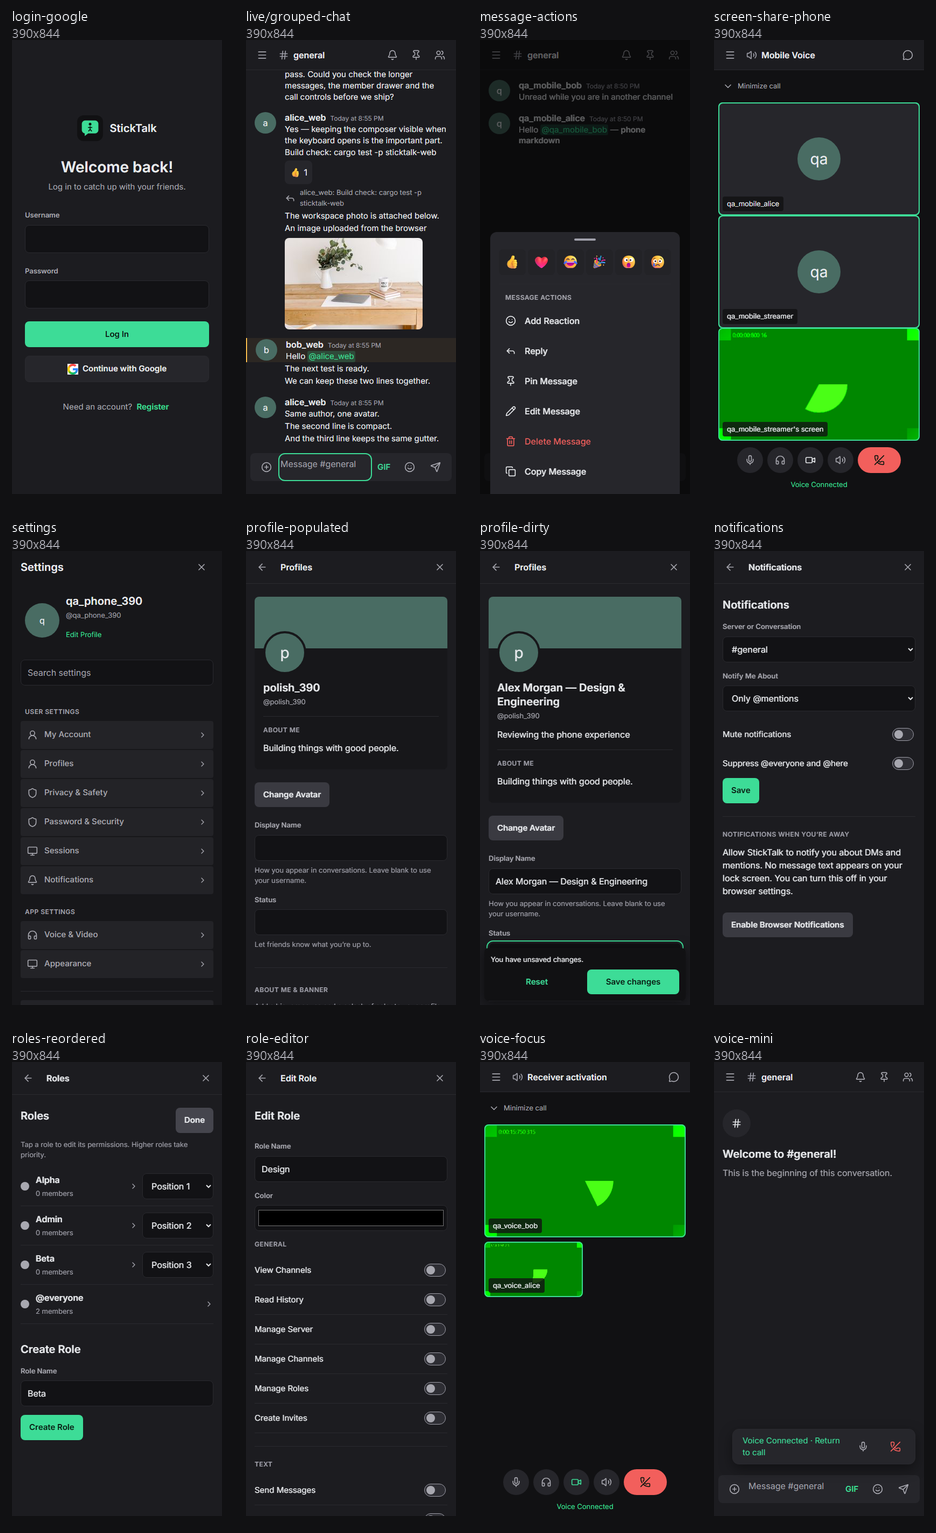 login-google
390x844
StickTalk
Welcome back!
Log in to catch up with your friends.
Username
Password
Log In
Continue with Google
Need an account? Register
live/grouped-chat
390x844
# general
pass. Could you check the longer
messages, the member drawer and the
call controls before we ship?
a
alice_web Today at 8:55 PM
Yes — keeping the composer visible when
the keyboard opens is the important part.
Build check: cargo test -p sticktalk-web
👍 1
alice_web: Build check: cargo test -p
sticktalk-web
The workspace photo is attached below.
An image uploaded from the browser
b
bob_web Today at 8:55 PM
Hello @alice_web
The next test is ready.
We can keep these two lines together.
a
alice_web Today at 8:55 PM
Same author, one avatar.
The second line is compact.
And the third line keeps the same gutter.
Message #general
GIF
message-actions
390x844
# general
q
qa_mobile_bob Today at 8:50 PM
Unread while you are in another channel
q
qa_mobile_alice Today at 8:50 PM
Hello @qa_mobile_bob — phone
markdown
MESSAGE ACTIONS
Add Reaction
Reply
Pin Message
Edit Message
Delete Message
Copy Message
screen-share-phone
390x844
Mobile Voice
Minimize call
qa
qa_mobile_alice
qa
qa_mobile_streamer
qa_mobile_streamer's screen
Voice Connected
settings
390x844
Settings
q
qa_phone_390
@qa_phone_390
Edit Profile
Search settings
USER SETTINGS
My Account
Profiles
Privacy & Safety
Password & Security
Sessions
Notifications
APP SETTINGS
Voice & Video
Appearance
profile-populated
390x844
Profiles
p
polish_390
@polish_390
ABOUT ME
Building things with good people.
Change Avatar
Display Name
How you appear in conversations. Leave blank to use
your username.
Status
Let friends know what you're up to.
ABOUT ME & BANNER
profile-dirty
390x844
Profiles
p
Alex Morgan — Design &
Engineering
@polish_390
Reviewing the phone experience
ABOUT ME
Building things with good people.
Change Avatar
Display Name
Alex Morgan — Design & Engineering
How you appear in conversations. Leave blank to use
your username.
Status
You have unsaved changes.
Reset
Save changes
notifications
390x844
Notifications
Notifications
Server or Conversation
#general
Notify Me About
Only @mentions
Mute notifications
Suppress @everyone and @here
Save
NOTIFICATIONS WHEN YOU'RE AWAY
Allow StickTalk to notify you about DMs and
mentions. No message text appears on your
lock screen. You can turn this off in your
browser settings.
Enable Browser Notifications
roles-reordered
390x844
Roles
Roles
Done
Tap a role to edit its permissions. Higher roles take
priority.
Alpha
0 members
Position 1
Admin
0 members
Position 2
Beta
0 members
Position 3
@everyone
2 members
Create Role
Role Name
Beta
Create Role
role-editor
390x844
Edit Role
Edit Role
Role Name
Design
Color
GENERAL
View Channels
Read History
Manage Server
Manage Channels
Manage Roles
Create Invites
TEXT
Send Messages
voice-focus
390x844
Receiver activation
Minimize call
qa_voice_bob
qa_voice_alice
Voice Connected
voice-mini
390x844
# general
#
Welcome to #general!
This is the beginning of this conversation.
Voice Connected · Return
to call
Message #general
GIF